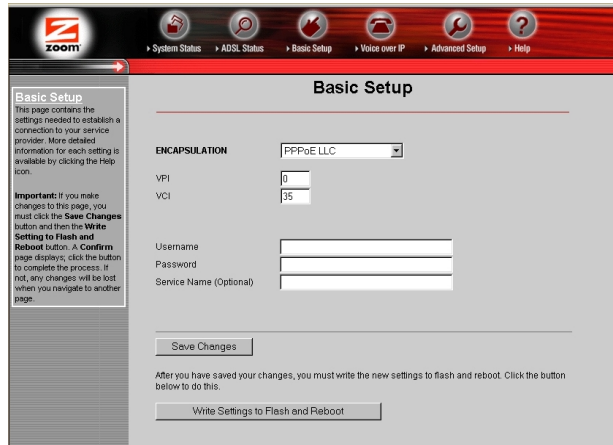 zoom
System Status
ADSL Status
Basic Setup
Voice over IP
Advanced Setup
?
Help
Basic Setup
This page contains the
settings needed to establish a
connection to your service
provider. More detailed
information for each setting is
available by clicking the Help
icon.
Important: If you make
changes to this page, you
must click the Save Changes
button and then the Write
Setting to Flash and
Reboot button. A Confirm
page displays; click the button
to complete the process. If
not, any changes will be lost
when you navigate to another
page.
Basic Setup
ENCAPSULATION PPPoE LLC
VPI 0
VCI 35
Username
Password
Service Name (Optional)
Save Changes
After you have saved your changes, you must write the new settings to flash and reboot. Click the button
below to do this.
Write Settings to Flash and Reboot